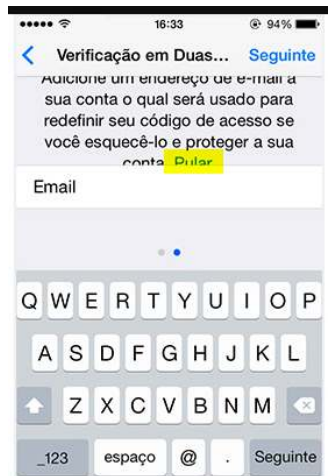 16:33
94%
Verificação em Duas... Seguinte
Adicione um endereço de e-mail a
sua conta o qual será usado para
redefinir seu código de acesso se
você esquecê-lo e proteger a sua
conta. Pular
Email
Q W E R T Y U I O P
A S D F G H J K L
Z X C V B N M
_123 espaço @ . Seguinte